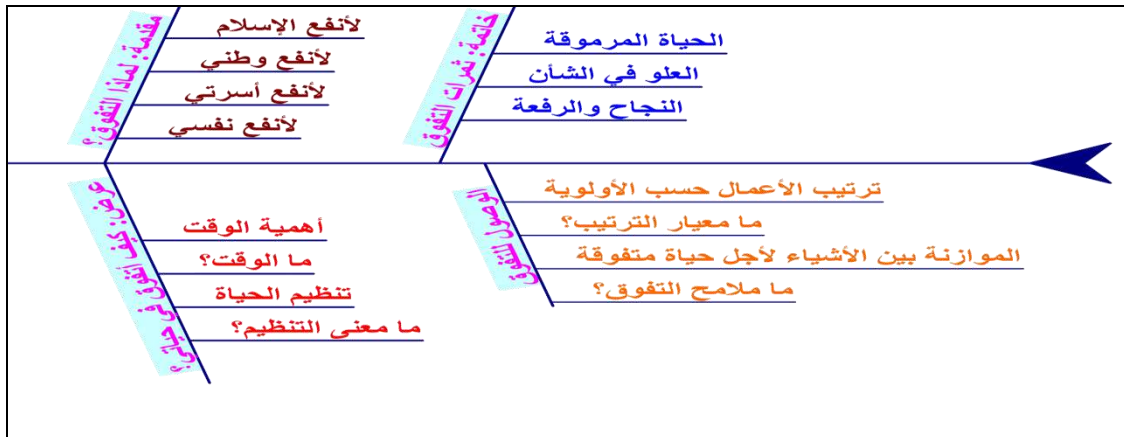 خاتمة: ثمرات التفوق
الحياة المرموقة
العلو في الشأن
النجاح والرفعة
مقدمة: لماذا التفوق؟
لأنفع الإسلام
لأنفع وطني
لأنفع أسرتي
لأنفع نفسي
الوصول للتفوق
ترتيب الأعمال حسب الأولوية
ما معيار الترتيب؟
الموازنة بين الأشياء لأجل حياة متفوقة
ما ملامح التفوق؟
عرض: كيف أتفوق في حياتي؟
أهمية الوقت
ما الوقت؟
تنظيم الحياة
ما معنى التنظيم؟